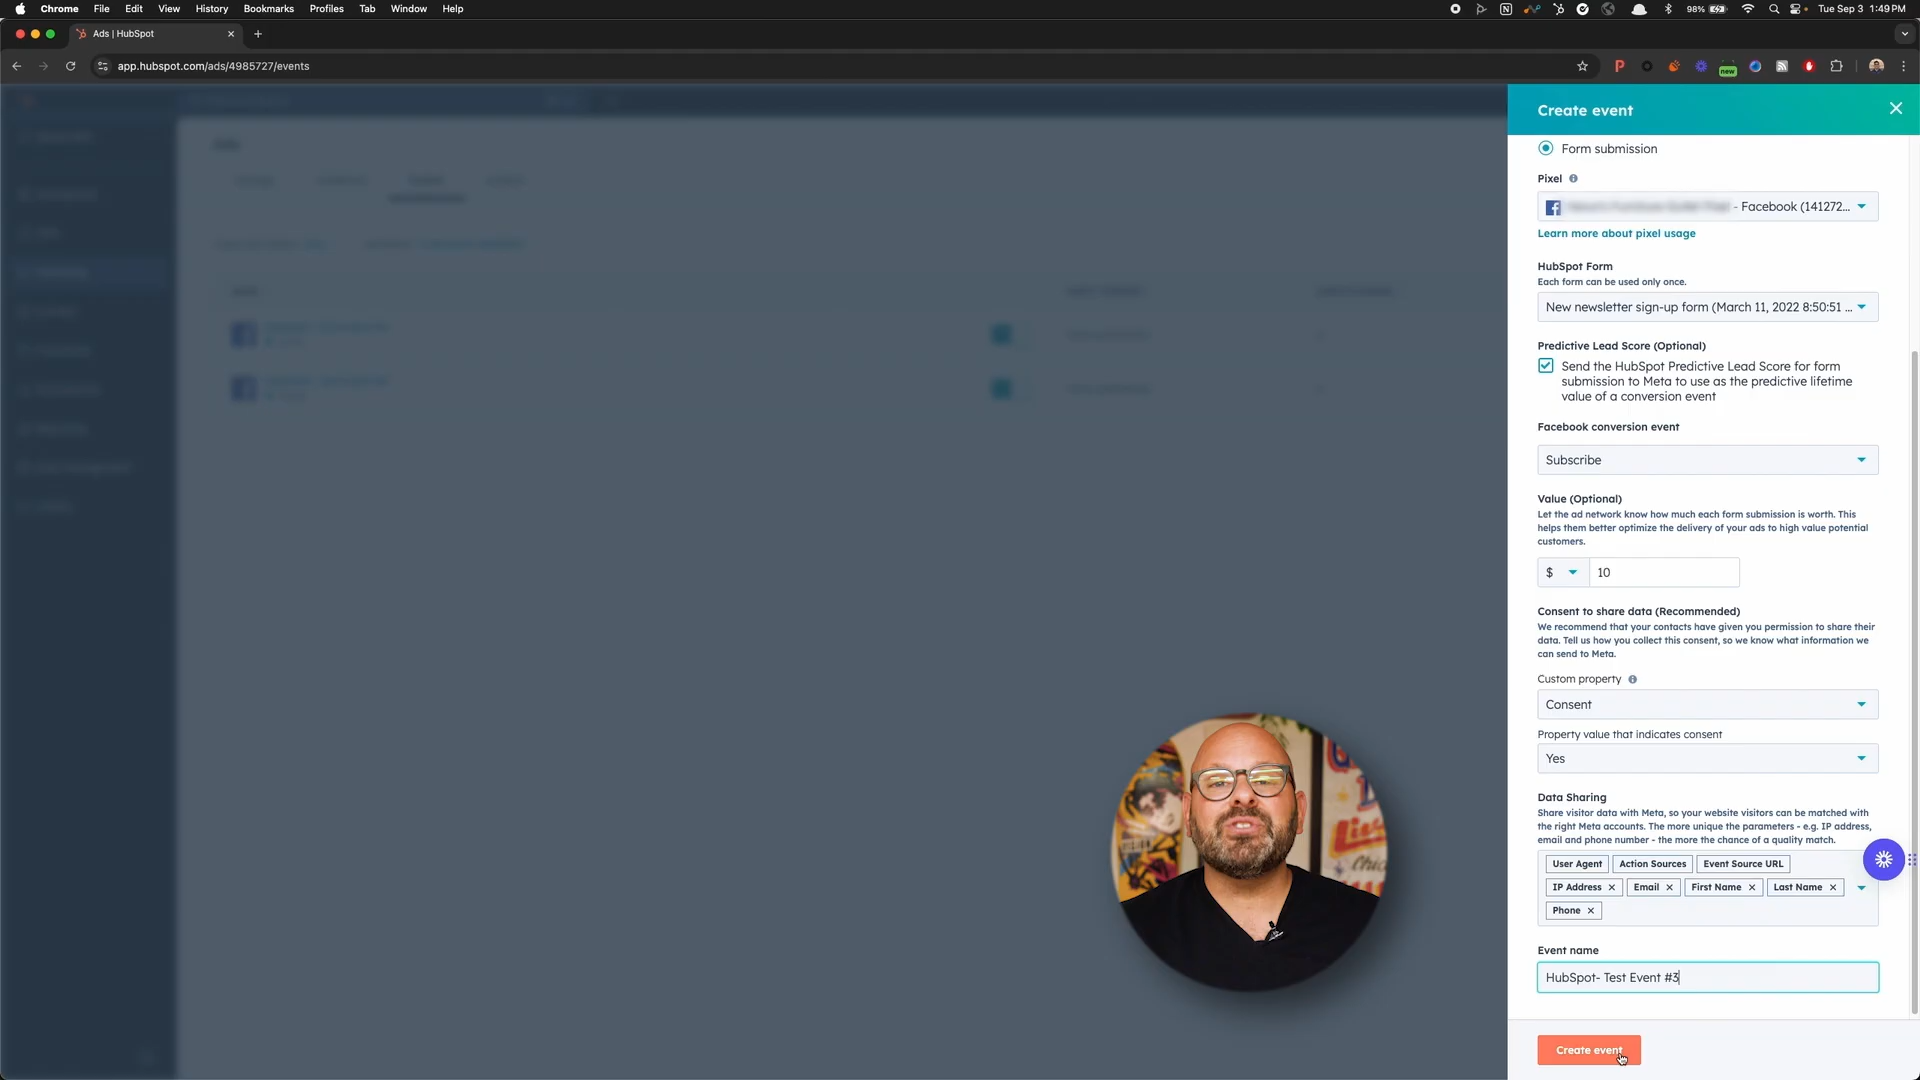 Chrome File Edit View History Bookmarks Profiles Tab Window Help 98% Tue Sep 3 1:49 PM
Ads | HubSpot
app.hubspot.com/ads/4985727/events
new
Create event
Form submission
Pixel
- Facebook (141272...
Learn more about pixel usage
HubSpot Form
Each form can be used only once.
New newsletter sign-up form (March 11, 2022 8:50:51 ...
Predictive Lead Score (Optional)
Send the HubSpot Predictive Lead Score for form
submission to Meta to use as the predictive lifetime
value of a conversion event
Facebook conversion event
Subscribe
Value (Optional)
Let the ad network know how much each form submission is worth. This
helps them better optimize the delivery of your ads to high value potential
customers.
$ 10
Consent to share data (Recommended)
We recommend that your contacts have given you permission to share their
data. Tell us how you collect this consent, so we know what information we
can send to Meta.
Custom property
Consent
Property value that indicates consent
Yes
Data Sharing
Share visitor data with Meta, so your website visitors can be matched with
the right Meta accounts. The more unique the parameters - e.g. IP address,
email and phone number - the more the chance of a quality match.
User Agent Action Sources Event Source URL
IP Address Email First Name Last Name
Phone
Event name
HubSpot- Test Event #3
Create event